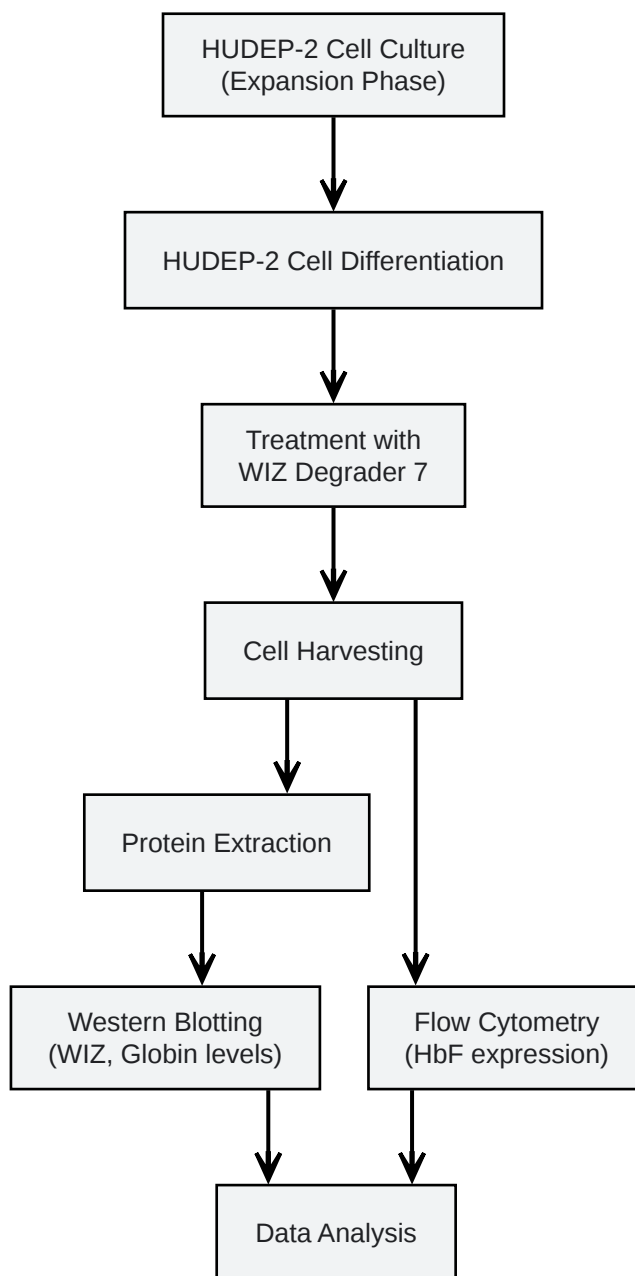 HUDEP-2 Cell Culture
(Expansion Phase)
HUDEP-2 Cell Differentiation
Treatment with
WIZ Degrader 7
Cell Harvesting
Protein Extraction
Western Blotting
(WIZ, Globin levels)
Flow Cytometry
(HbF expression)
Data Analysis